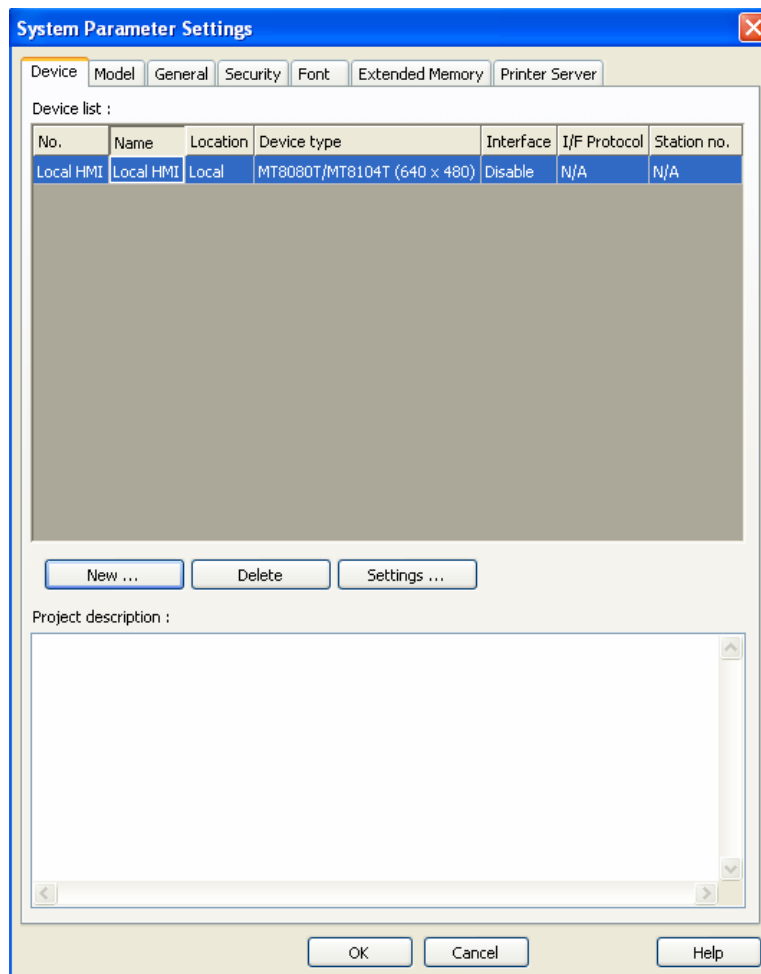 System Parameter Settings
Device Model General Security Font Extended Memory Printer Server
Device list :
No. Name Location Device type Interface I/F Protocol Station no.
Local HMI Local HMI Local MT8080T/MT8104T (640 x 480) Disable N/A N/A
New ... Delete Settings ...
Project description :
OK Cancel Help